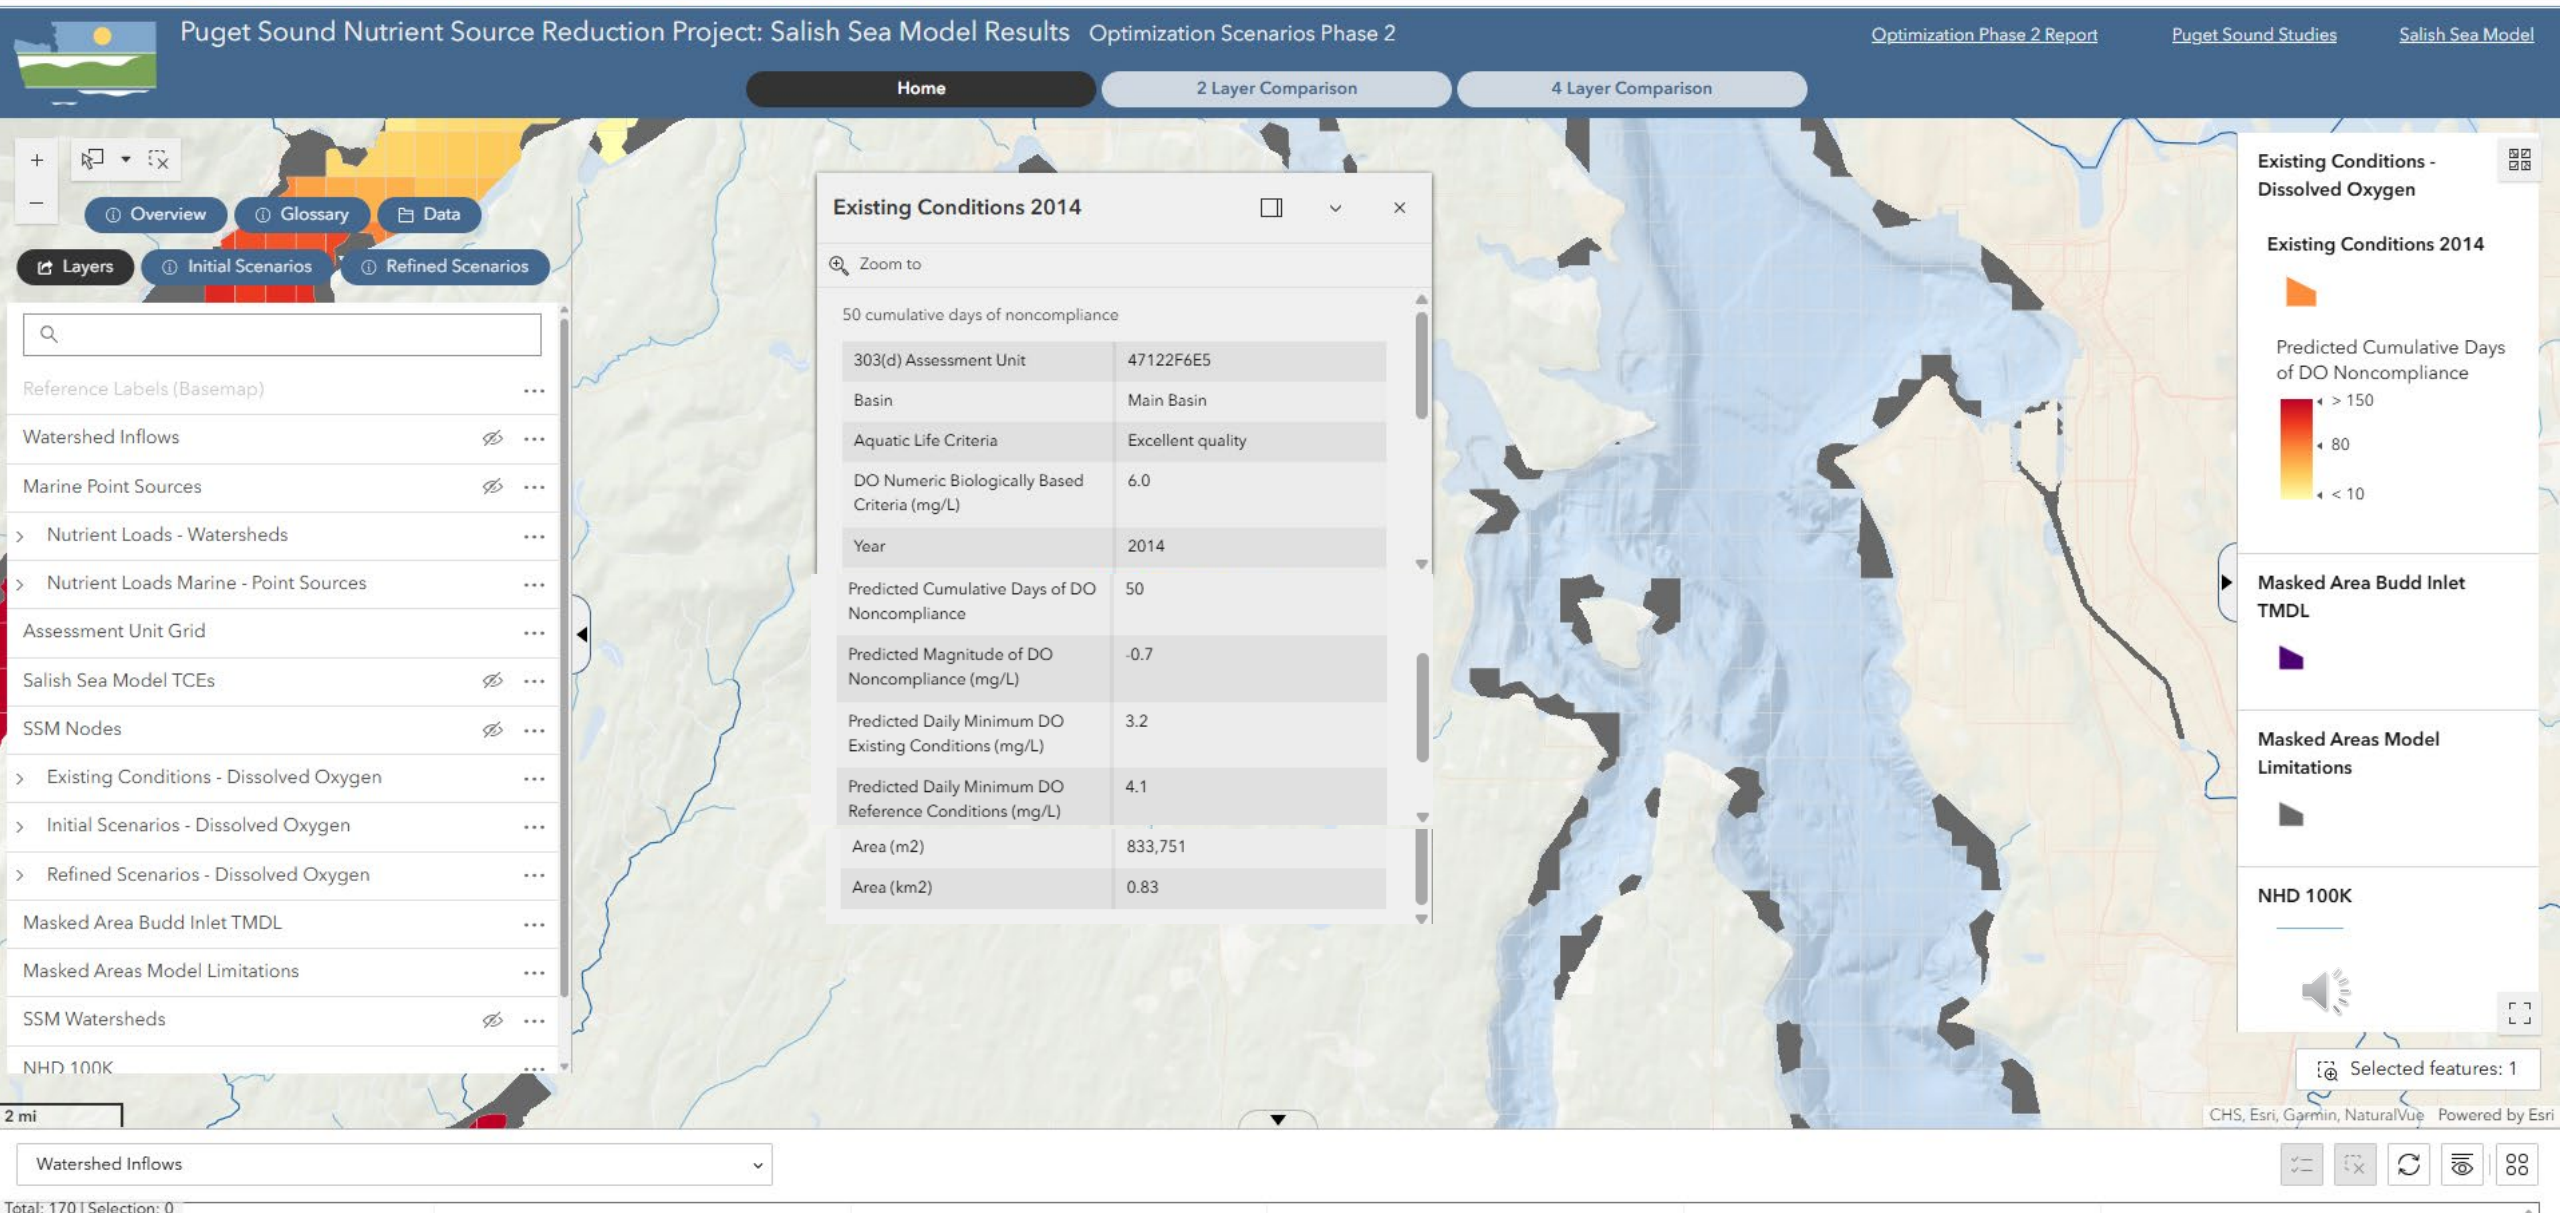 Puget Sound Nutrient Source Reduction Project: Salish Sea Model Results Optimization Scenarios Phase 2
Optimization Phase 2 Report
Puget Sound Studies
Salish Sea Model
Home
2 Layer Comparison
4 Layer Comparison
Overview
Glossary
Data
Layers
Initial Scenarios
Refined Scenarios
Reference Labels (Basemap)
Watershed Inflows
Marine Point Sources
Nutrient Loads - Watersheds
Nutrient Loads Marine - Point Sources
Assessment Unit Grid
Salish Sea Model TCEs
SSM Nodes
Existing Conditions - Dissolved Oxygen
Initial Scenarios - Dissolved Oxygen
Refined Scenarios - Dissolved Oxygen
Masked Area Budd Inlet TMDL
Masked Areas Model Limitations
SSM Watersheds
NHD 100K
2 mi
Existing Conditions 2014
Zoom to
50 cumulative days of noncompliance
303(d) Assessment Unit 47122F6E5
Basin Main Basin
Aquatic Life Criteria Excellent quality
DO Numeric Biologically Based 6.0
Criteria (mg/L)
Year 2014
Predicted Cumulative Days of DO 50
Noncompliance
Predicted Magnitude of DO -0.7
Noncompliance (mg/L)
Predicted Daily Minimum DO 3.2
Existing Conditions (mg/L)
Predicted Daily Minimum DO 4.1
Reference Conditions (mg/L)
Area (m2) 833,751
Area (km2) 0.83
Existing Conditions -
Dissolved Oxygen
Existing Conditions 2014
Predicted Cumulative Days
of DO Noncompliance
> 150
80
< 10
Masked Area Budd Inlet
TMDL
Masked Areas Model
Limitations
NHD 100K
Selected features: 1
CHS, Esri, Garmin, NaturalVue Powered by Esri
Watershed Inflows
Total: 170 | Selection: 0